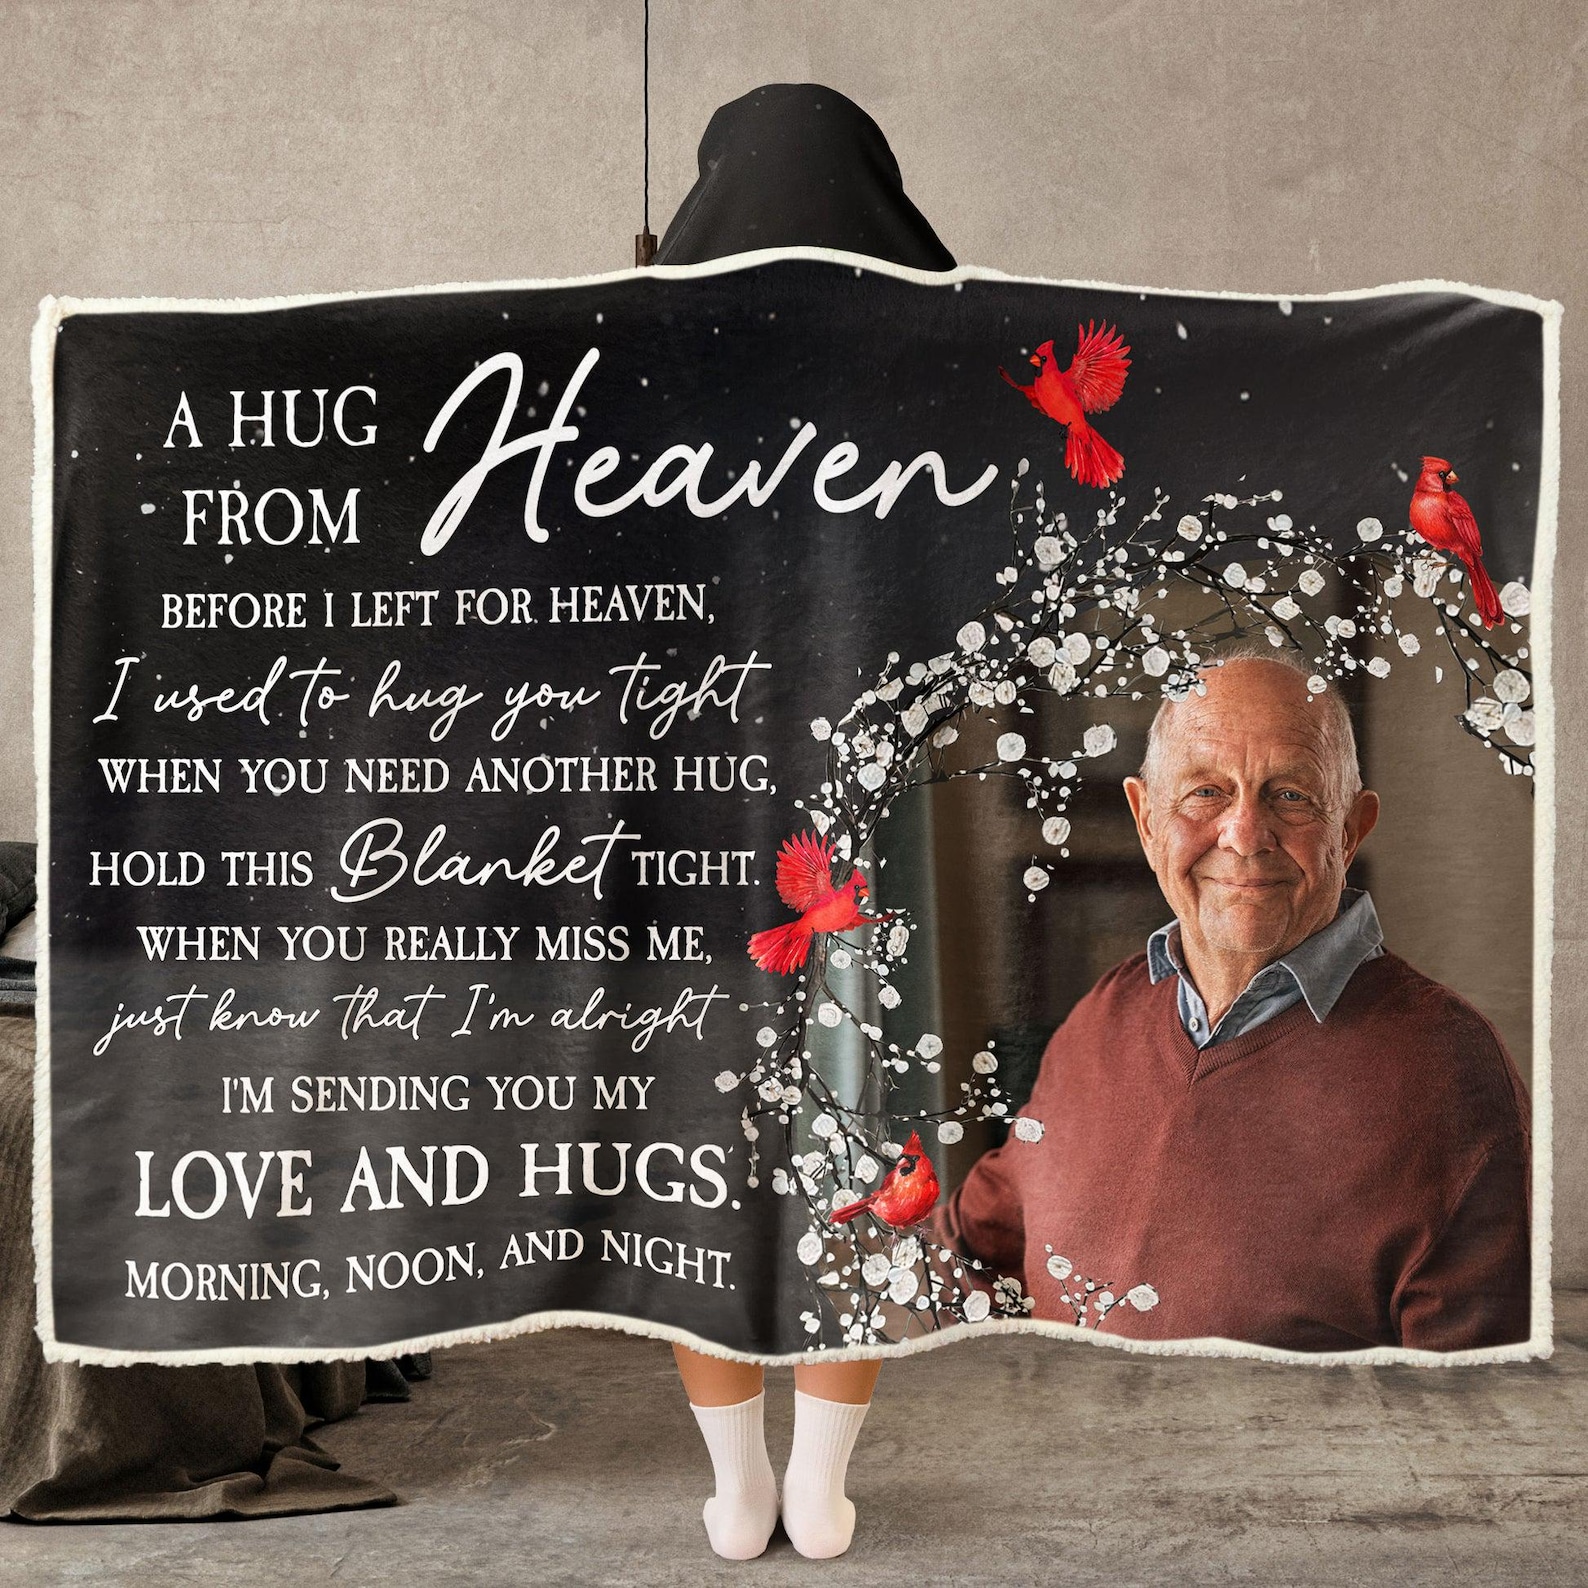 A HUG
FROM Heaven
BEFORE I LEFT FOR HEAVEN,
I used to hug you tight
WHEN YOU NEED ANOTHER HUG,
HOLD THIS Blanket TIGHT.
WHEN YOU REALLY MISS ME,
just know that I'm alright
I'M SENDING YOU MY
LOVE AND HUGS.
MORNING, NOON, AND NIGHT.